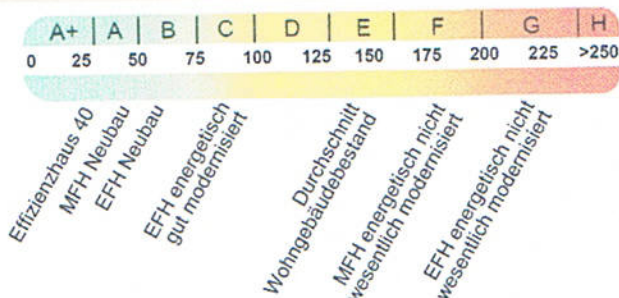 A+ A B C D E F G H
0 25 50 75 100 125 150 175 200 225 >250
Effizienzhaus 40
MFH Neubau
EFH Neubau
EFH energetisch
gut modernisiert
Durchschnitt
Wohngebäudebestand
MFH energetisch nicht
wesentlich modernisiert
EFH energetisch nicht
wesentlich modernisiert